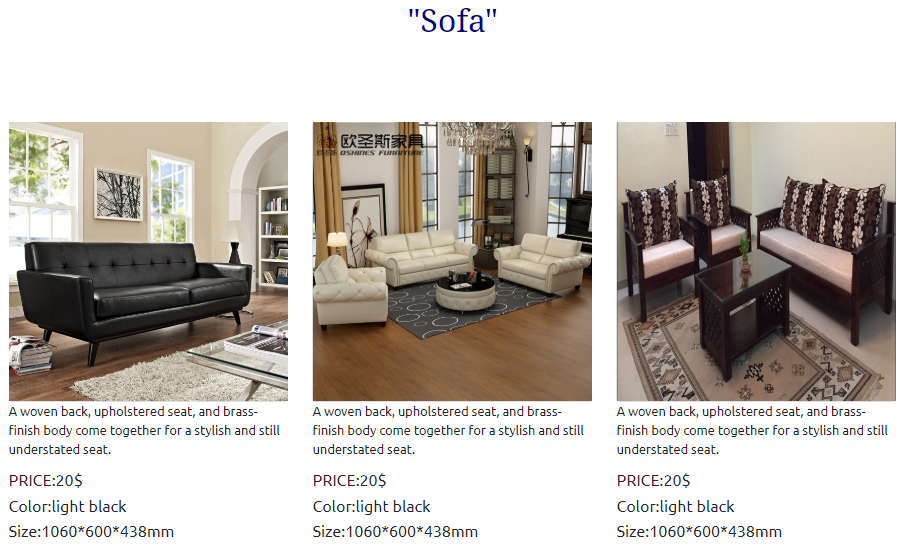 "Sofa"
欧圣斯家具
OSHINES FURNITURE
A woven back, upholstered seat, and brass-
finish body come together for a stylish and still
understated seat.
PRICE:20$
Color:light black
Size:1060*600*438mm
A woven back, upholstered seat, and brass-
finish body come together for a stylish and still
understated seat.
PRICE:20$
Color:light black
Size:1060*600*438mm
A woven back, upholstered seat, and brass-
finish body come together for a stylish and still
understated seat.
PRICE:20$
Color:light black
Size:1060*600*438mm